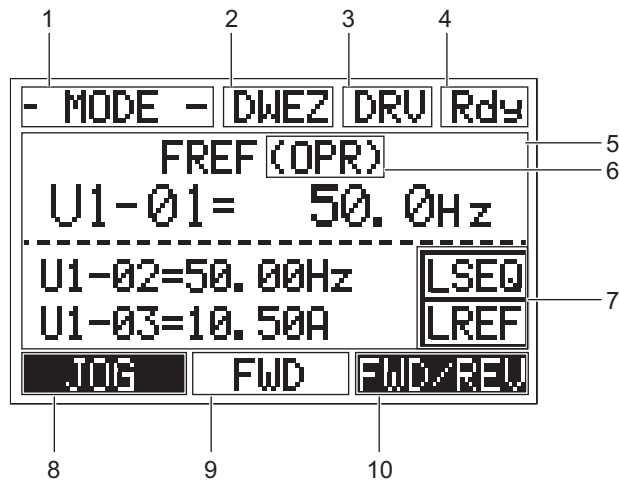 1 2 3 4
- MODE - DWEZ DRV Rdy
5
FREF (OPR)
6
U1-01= 50.0Hz
U1-02=50.00Hz LSEQ
7
U1-03=10.50A LREF
JOG FWD FWD/REV
8 9 10